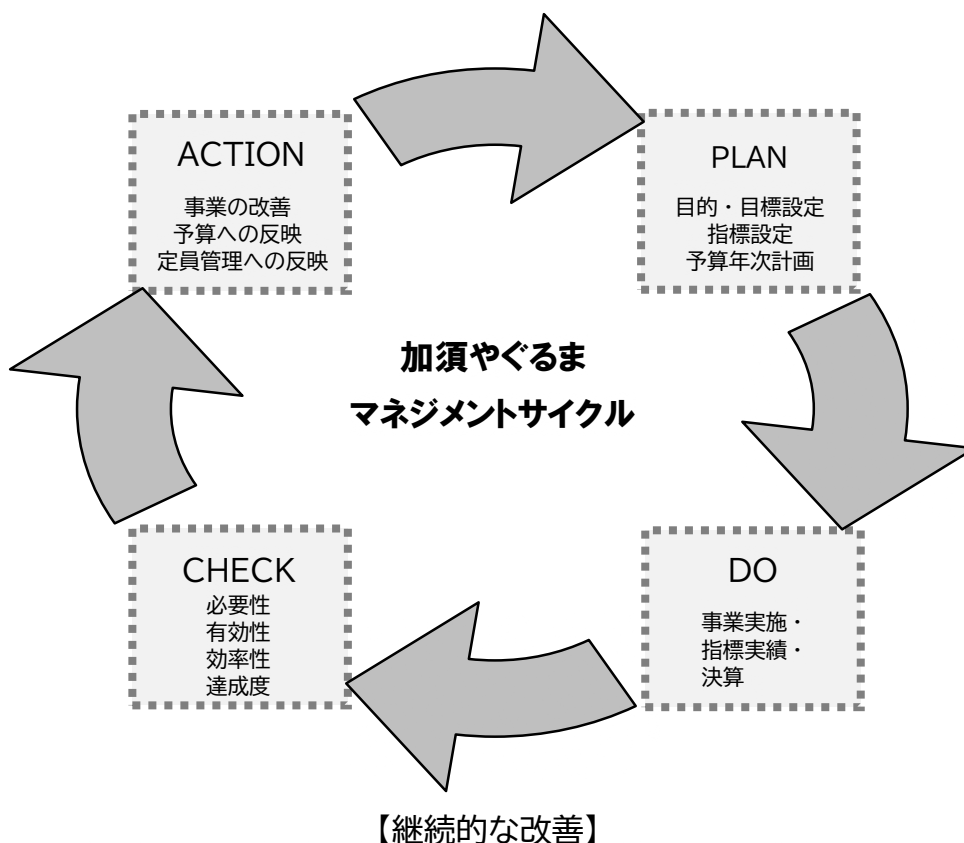 ACTION
事業の改善
予算への反映
定員管理への反映
PLAN
目的・目標設定
指標設定
予算年次計画
加須やぐるま
マネジメントサイクル
CHECK
必要性
有効性
効率性
達成度
DO
事業実施・
指標実績・
決算
【継続的な改善】